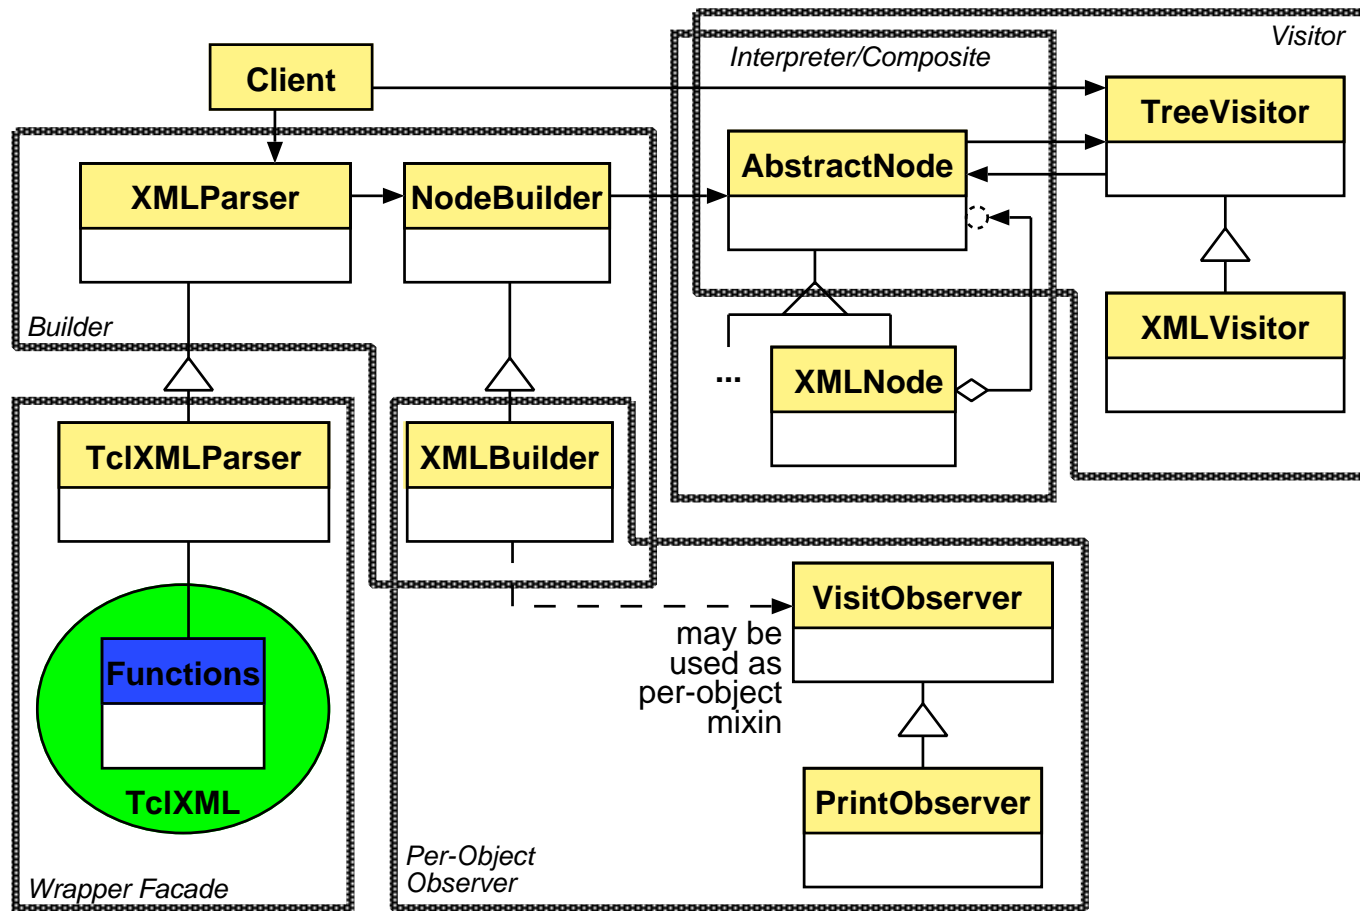 Visitor
Interpreter/Composite
Client
TreeVisitor
AbstractNode
XMLParser
NodeBuilder
Builder
XMLVisitor
...
XMLNode
TclXMLParser
XMLBuilder
VisitObserver
may be
used as
per-object
mixin
Functions
TclXML
PrintObserver
Per-Object
Observer
Wrapper Facade